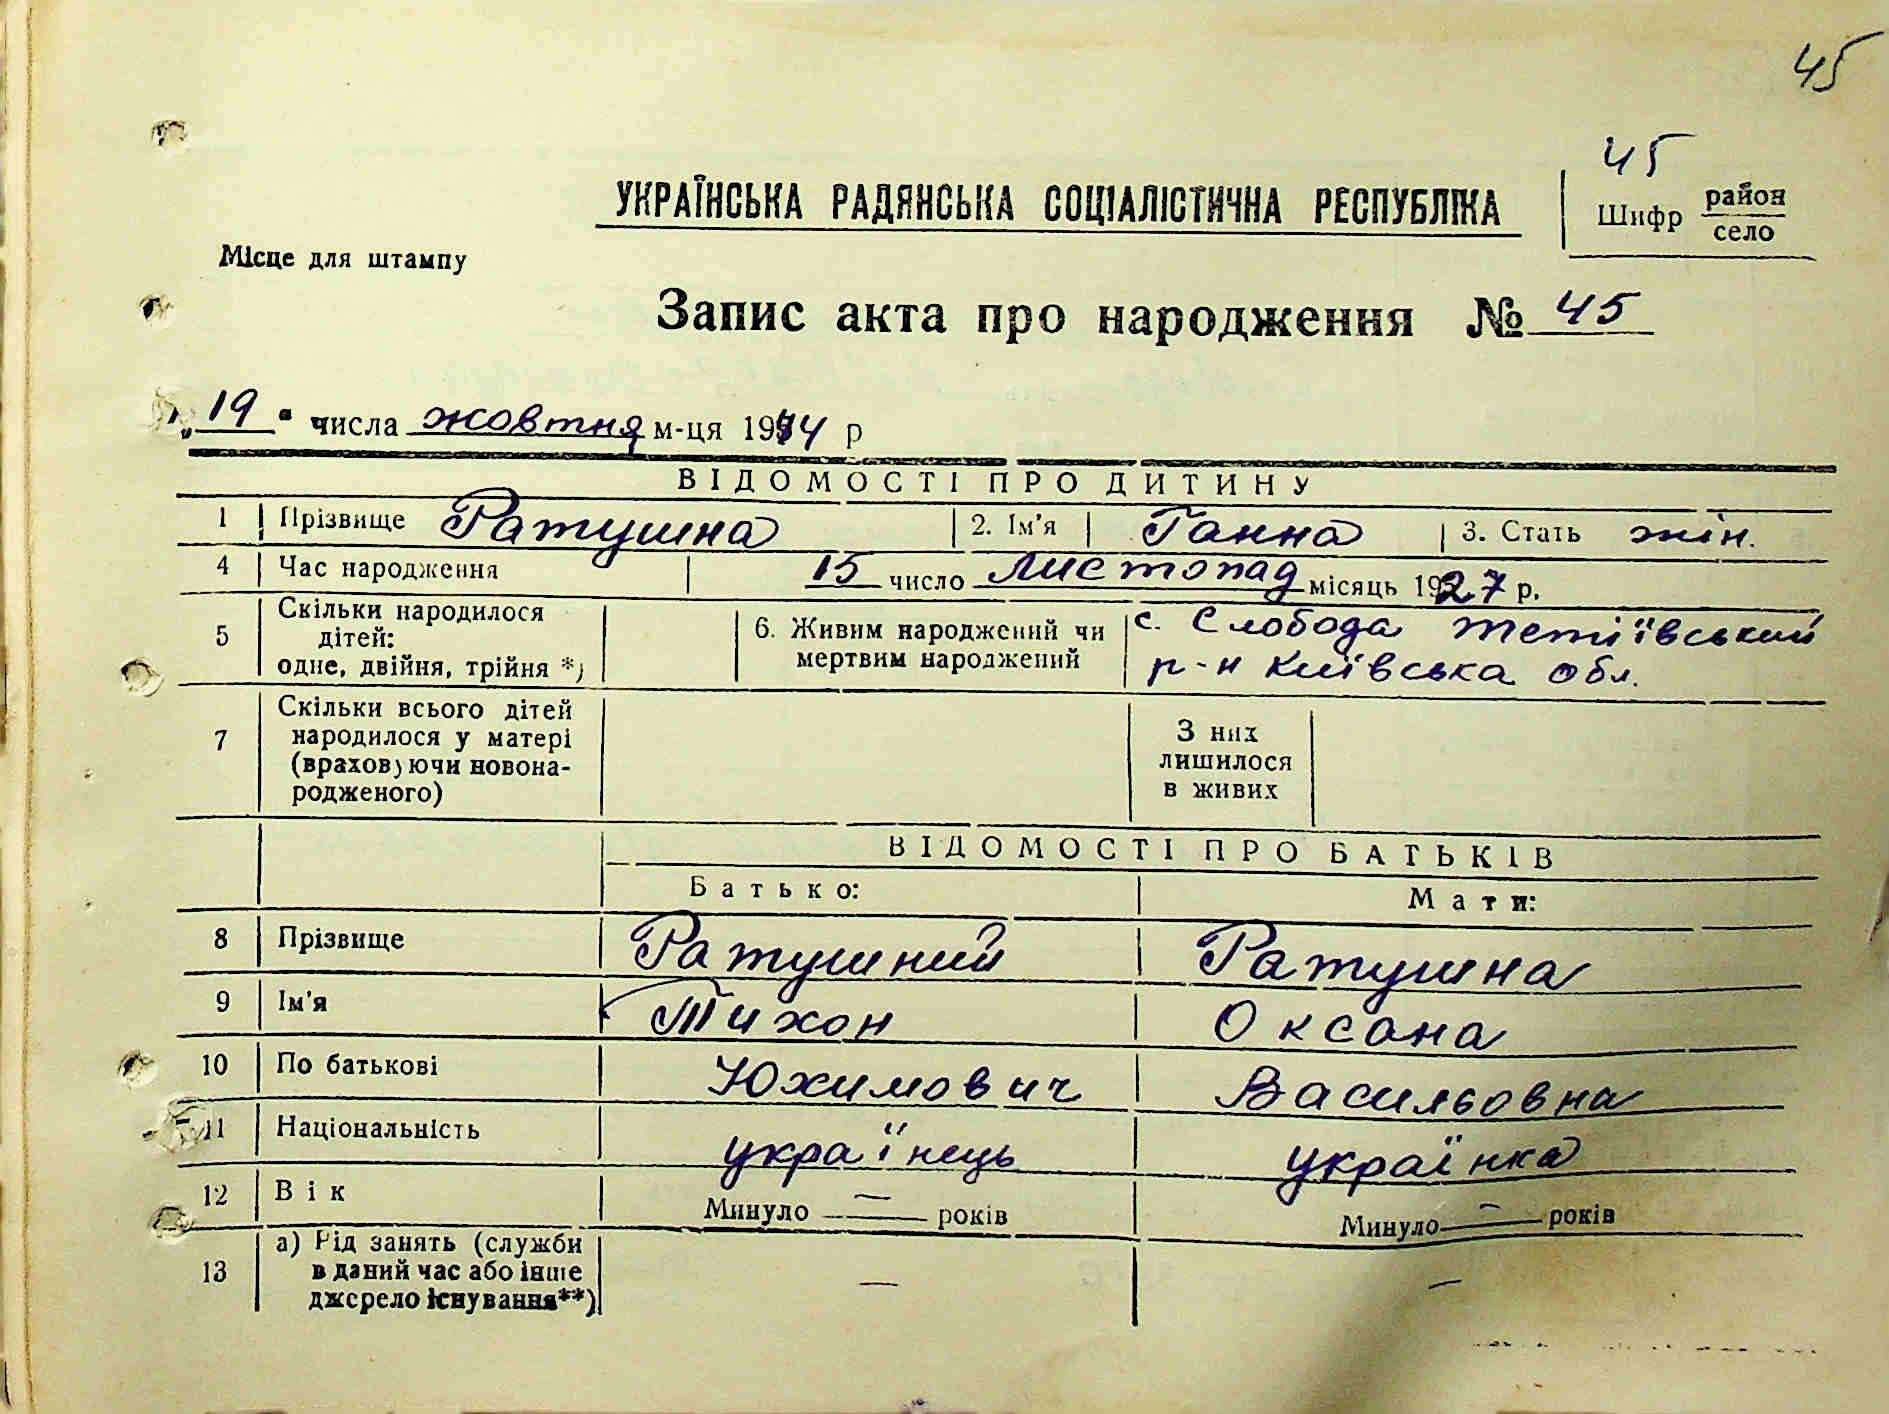 45
45
УКРАЇНСЬКА РАДЯНСЬКА СОЦІАЛІСТИЧНА РЕСПУБЛІКА
Шифр район
село
Місце для штампу
Запис акта про народження № 45
„19“ числа жовтня м-ця 1974 р
ВІДОМОСТІ ПРО ДИТИНУ
1 Прізвище Ратушна 2. Ім'я Ганна 3. Стать жін.
4 Час народження 15 число листопад місяць 1927 р.
5 Скільки народилося дітей: одне, двійня, трійня *)
6. Живим народжений чи мертвим народжений
с. Слобода Тетіївський
р-н Київська обл.
7 Скільки всього дітей народилося у матері (враховуючи новонародженого)
З них лишилося в живих
ВІДОМОСТІ ПРО БАТЬКІВ
Батько: Мати:
8 Прізвище Ратушний Ратушна
9 Ім'я Тихон Оксана
10 По батькові Юхимович Васильовна
11 Національність українець українка
12 Вік Минуло — років Минуло — років
13 а) Рід занять (служби в даний час або інше джерело існування**) — —